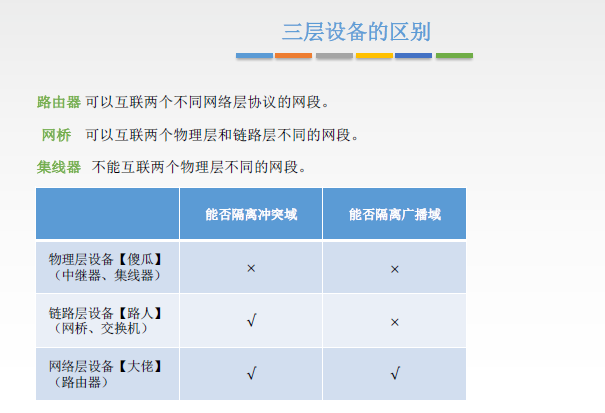 三层设备的区别
路由器 可以互联两个不同网络层协议的网段。
网桥 可以互联两个物理层和链路层不同的网段。
集线器 不能互联两个物理层不同的网段。
能否隔离冲突域 能否隔离广播域
物理层设备【傻瓜】
（中继器、集线器）
× ×
链路层设备【路人】
（网桥、交换机）
√ ×
网络层设备【大佬】
（路由器）
√ √